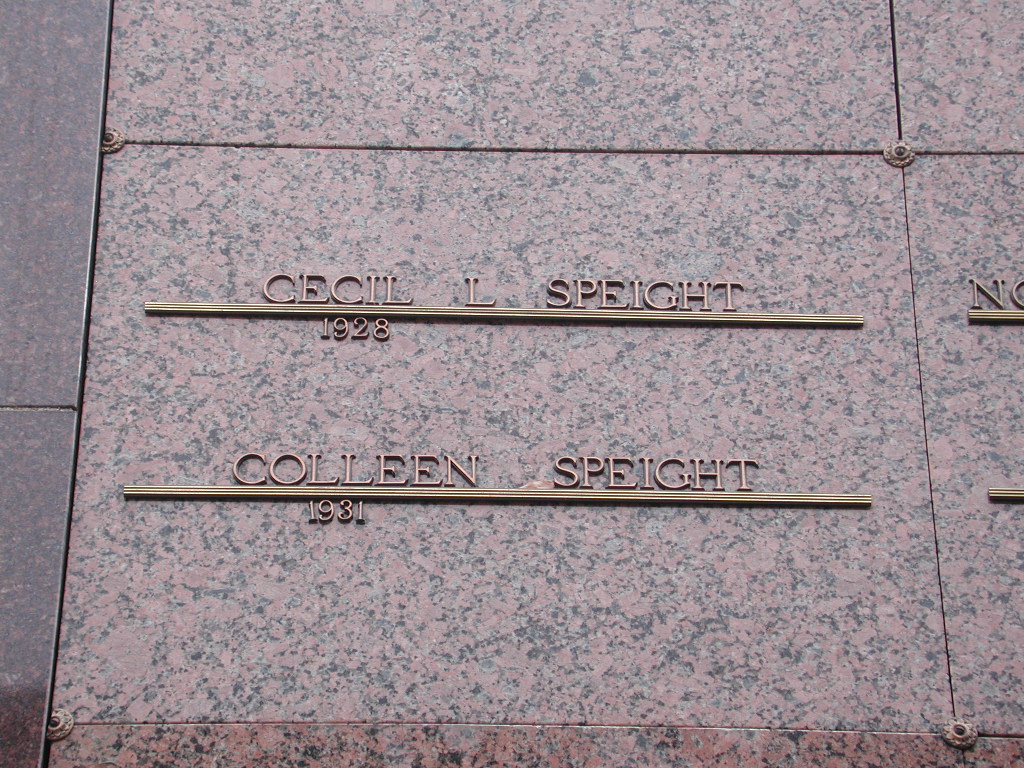 CECIL L SPEIGHT
1928
COLLEEN SPEIGHT
1931